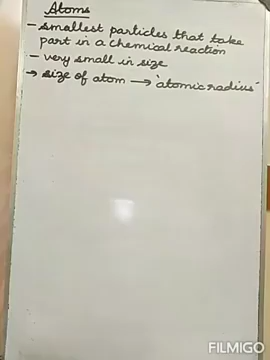 Atoms
- smallest particles that take
part in a chemical reaction
- very small in size
→ size of atom → 'atomic radius'
FILMIGO